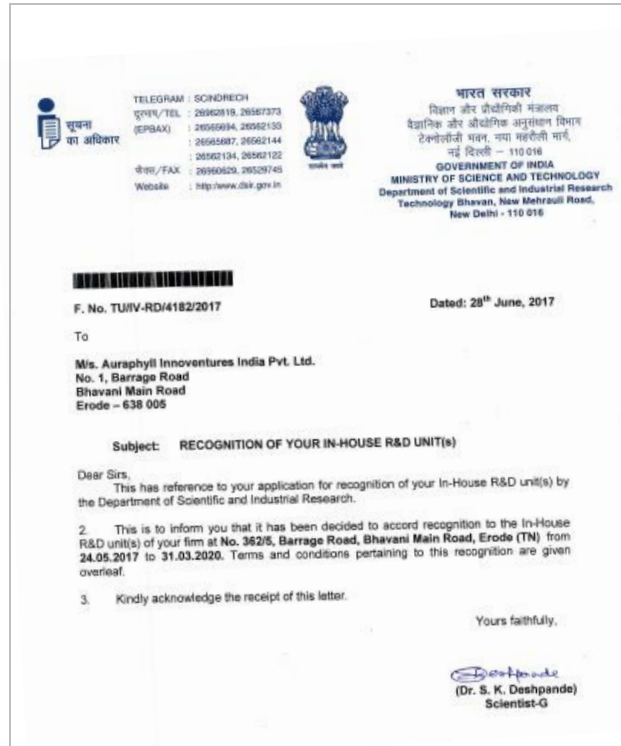 सूचना
का अधिकार
TELEGRAM : SCINDRECH
दूरभाष/TEL : 26962819, 26567373
(EPBAX) : 26565694, 26562133
: 26565687, 26562144
: 26562134, 26562122
फैक्स/FAX : 26960629, 26529745
Website : http://www.dsir.gov.in
सत्यमेव जयते
भारत सरकार
विज्ञान और प्रौद्योगिकी मंत्रालय
वैज्ञानिक और औद्योगिक अनुसंधान विभाग
टेक्नोलॉजी भवन, नया महरौली मार्ग,
नई दिल्ली – 110 016
GOVERNMENT OF INDIA
MINISTRY OF SCIENCE AND TECHNOLOGY
Department of Scientific and Industrial Research
Technology Bhavan, New Mehrauli Road,
New Delhi - 110 016
F. No. TU/IV-RD/4182/2017
Dated: 28th June, 2017
To
M/s. Auraphyll Innoventures India Pvt. Ltd.
No. 1, Barrage Road
Bhavani Main Road
Erode – 638 005
Subject: RECOGNITION OF YOUR IN-HOUSE R&D UNIT(s)
Dear Sirs,
This has reference to your application for recognition of your In-House R&D unit(s) by
the Department of Scientific and Industrial Research.
2. This is to inform you that it has been decided to accord recognition to the In-House
R&D unit(s) of your firm at No. 362/5, Barrage Road, Bhavani Main Road, Erode (TN) from
24.05.2017 to 31.03.2020. Terms and conditions pertaining to this recognition are given
overleaf.
3. Kindly acknowledge the receipt of this letter.
Yours faithfully,
Deshpande
(Dr. S. K. Deshpande)
Scientist-G